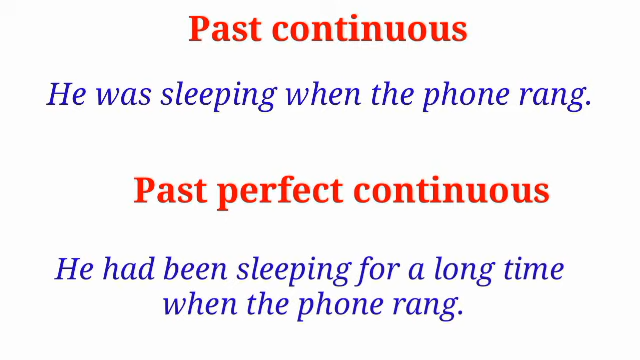 Past continuous
He was sleeping when the phone rang.
Past perfect continuous
He had been sleeping for a long time
when the phone rang.